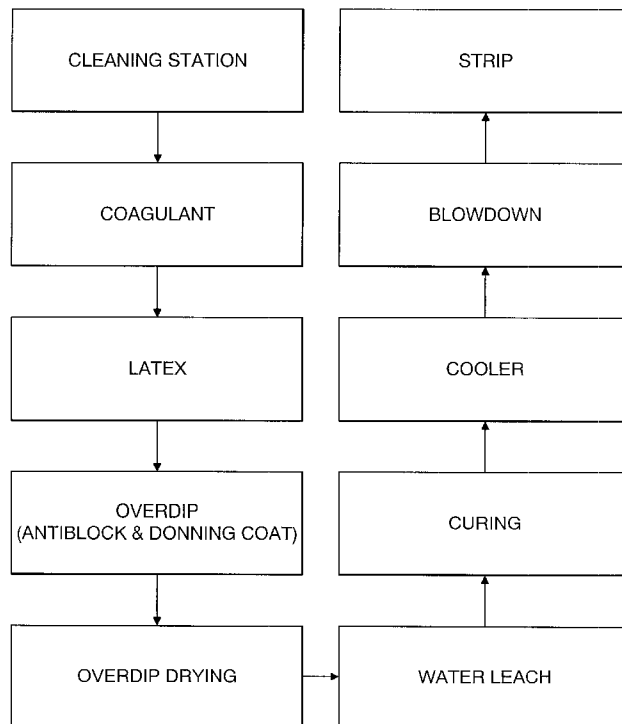 CLEANING STATION
COAGULANT
LATEX
OVERDIP
(ANTIBLOCK & DONNING COAT)
OVERDIP DRYING
WATER LEACH
CURING
COOLER
BLOWDOWN
STRIP